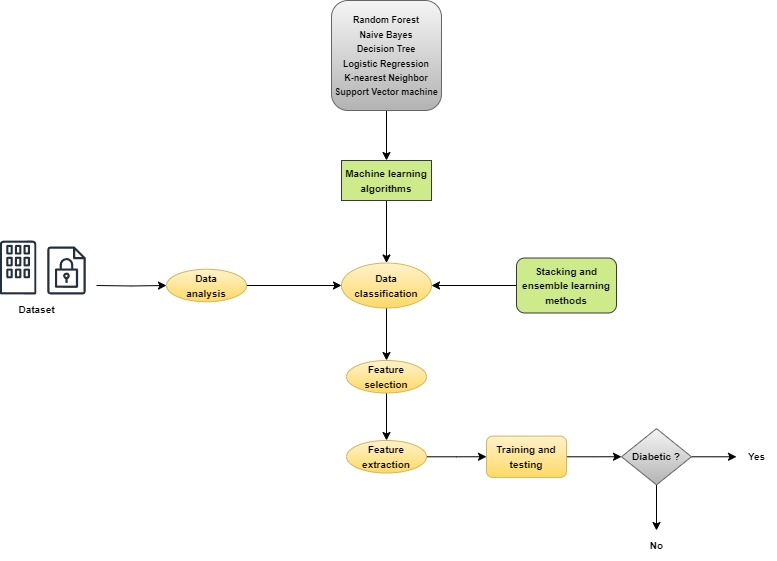 Random Forest
Naive Bayes
Decision Tree
Logistic Regression
K-nearest Neighbor
Support Vector machine
Machine learning
algorithms
Dataset
Data
analysis
Data
classification
Stacking and
ensemble learning
methods
Feature
selection
Feature
extraction
Training and
testing
Diabetic ?
Yes
No